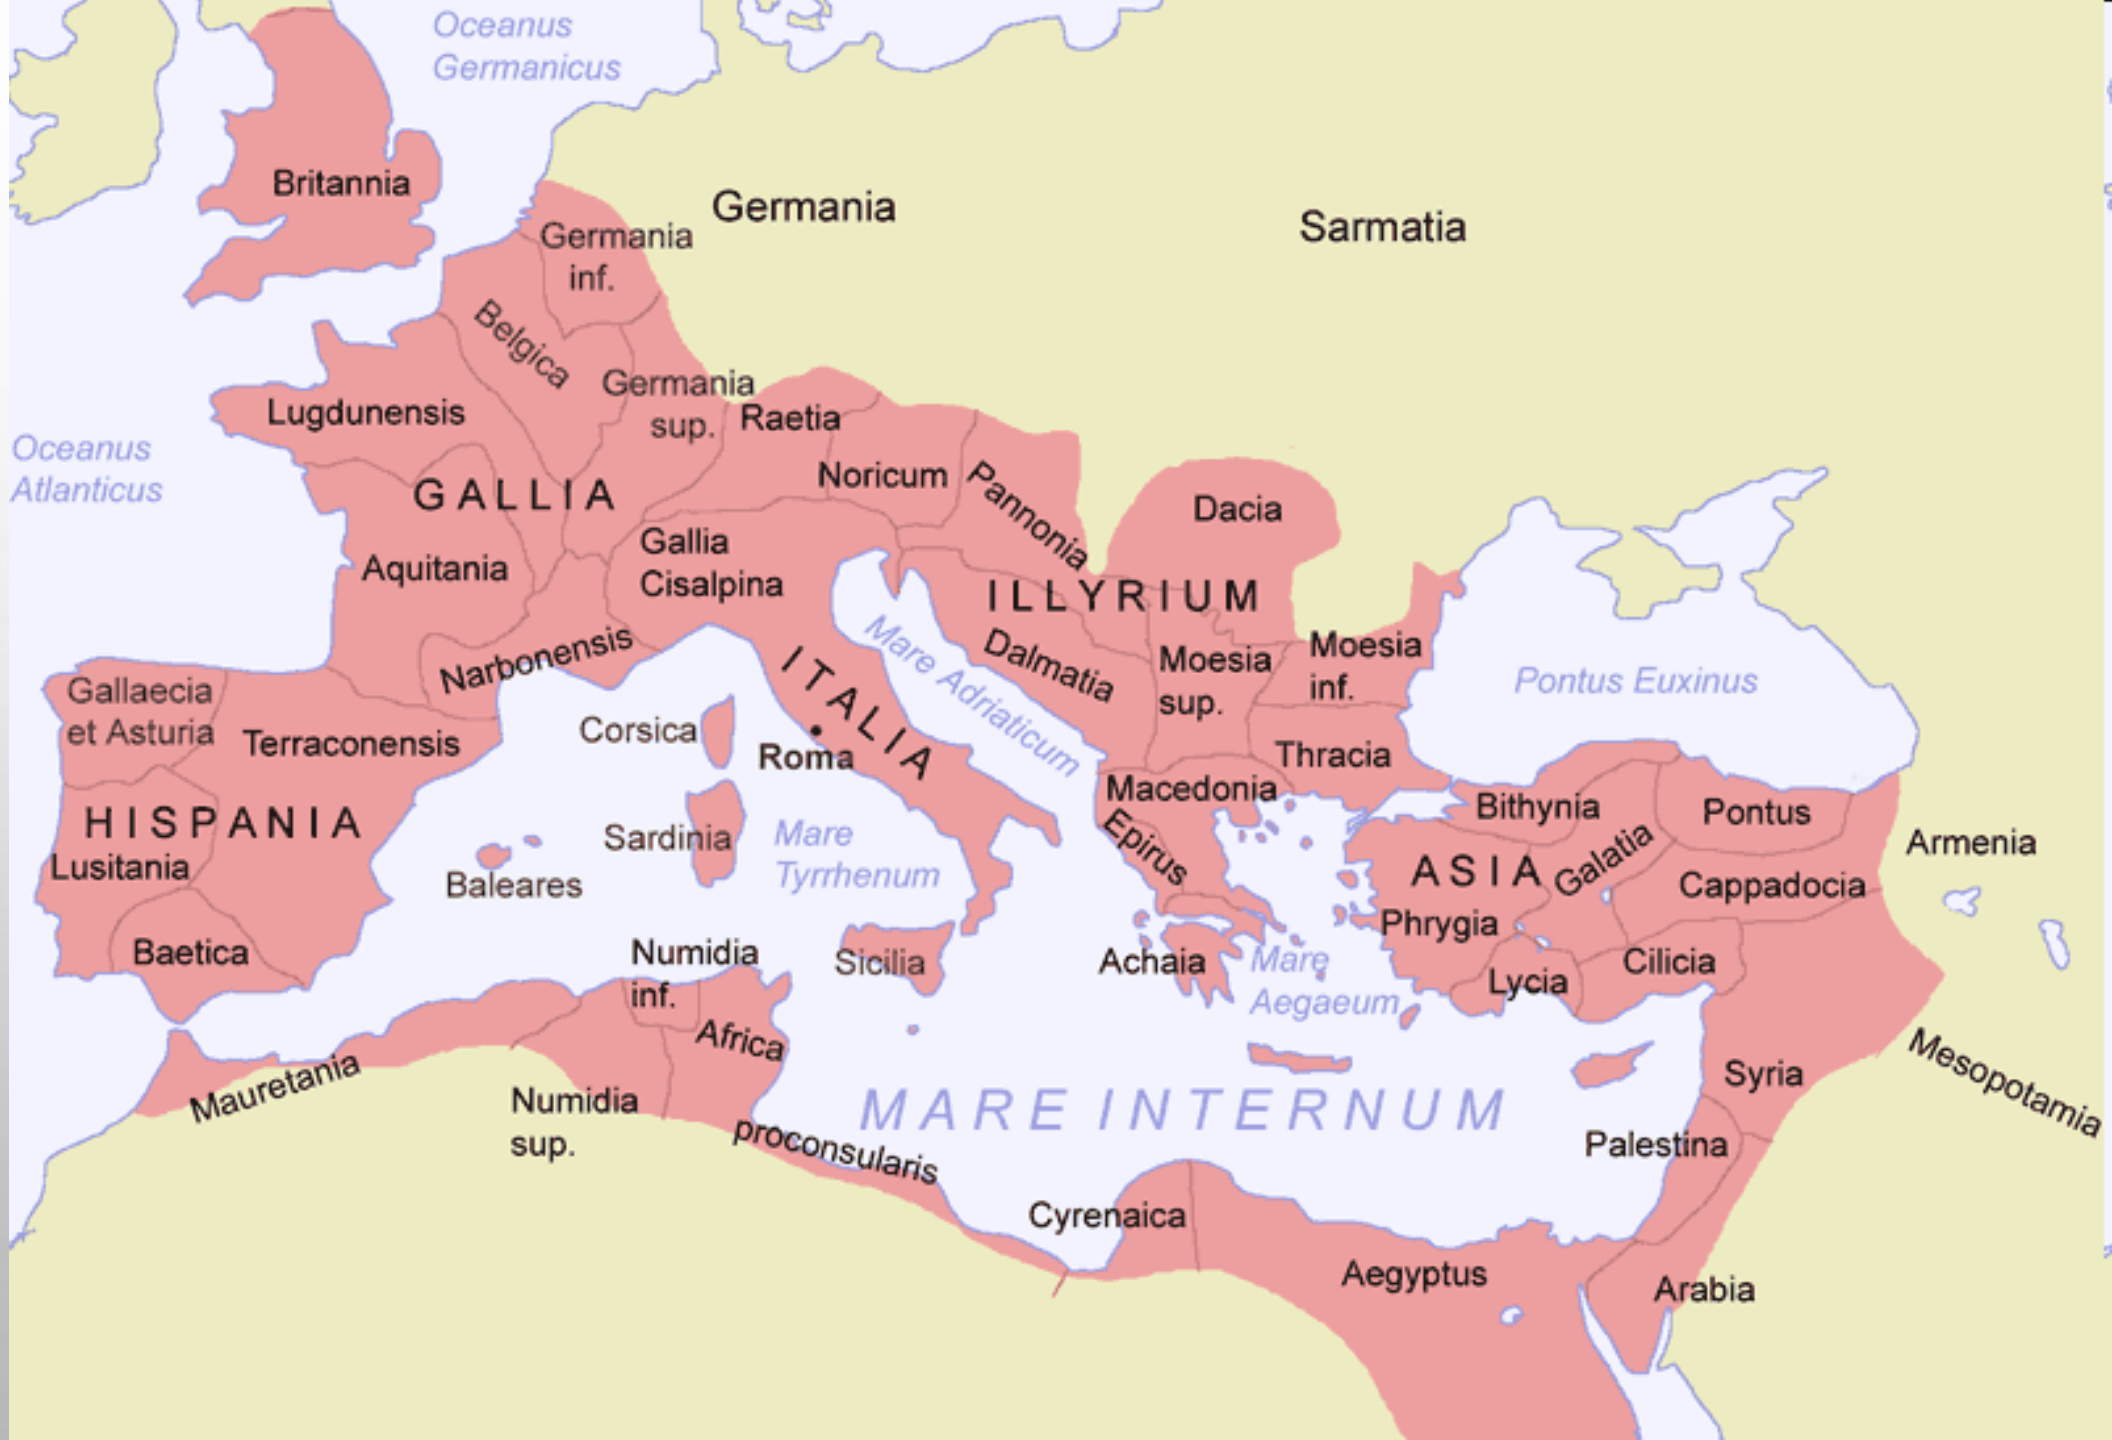 Oceanus
Germanicus
Britannia
Germania
Sarmatia
Germania
inf.
Belgica
Germania
sup.
Lugdunensis
Raetia
Oceanus
Atlanticus
GALLIA
Noricum
Pannonia
Dacia
Gallia
Cisalpina
Aquitania
ILLYRIUM
Narbonensis
Mare Adriaticum
Dalmatia
Moesia
sup.
Moesia
inf.
Pontus Euxinus
Gallaecia
et Asturia
Terraconensis
Corsica
ITALIA
Roma
Thracia
Macedonia
Epirus
Bithynia
Pontus
HISPANIA
Lusitania
Sardinia
Mare
Tyrrhenum
Baleares
ASIA
Galatia
Cappadocia
Armenia
Phrygia
Baetica
Numidia
inf.
Sicilia
Achaia
Mare
Aegaeum
Lycia
Cilicia
Africa
proconsularis
Mauretania
Numidia
sup.
MARE INTERNUM
Syria
Mesopotamia
Palestina
Cyrenaica
Aegyptus
Arabia